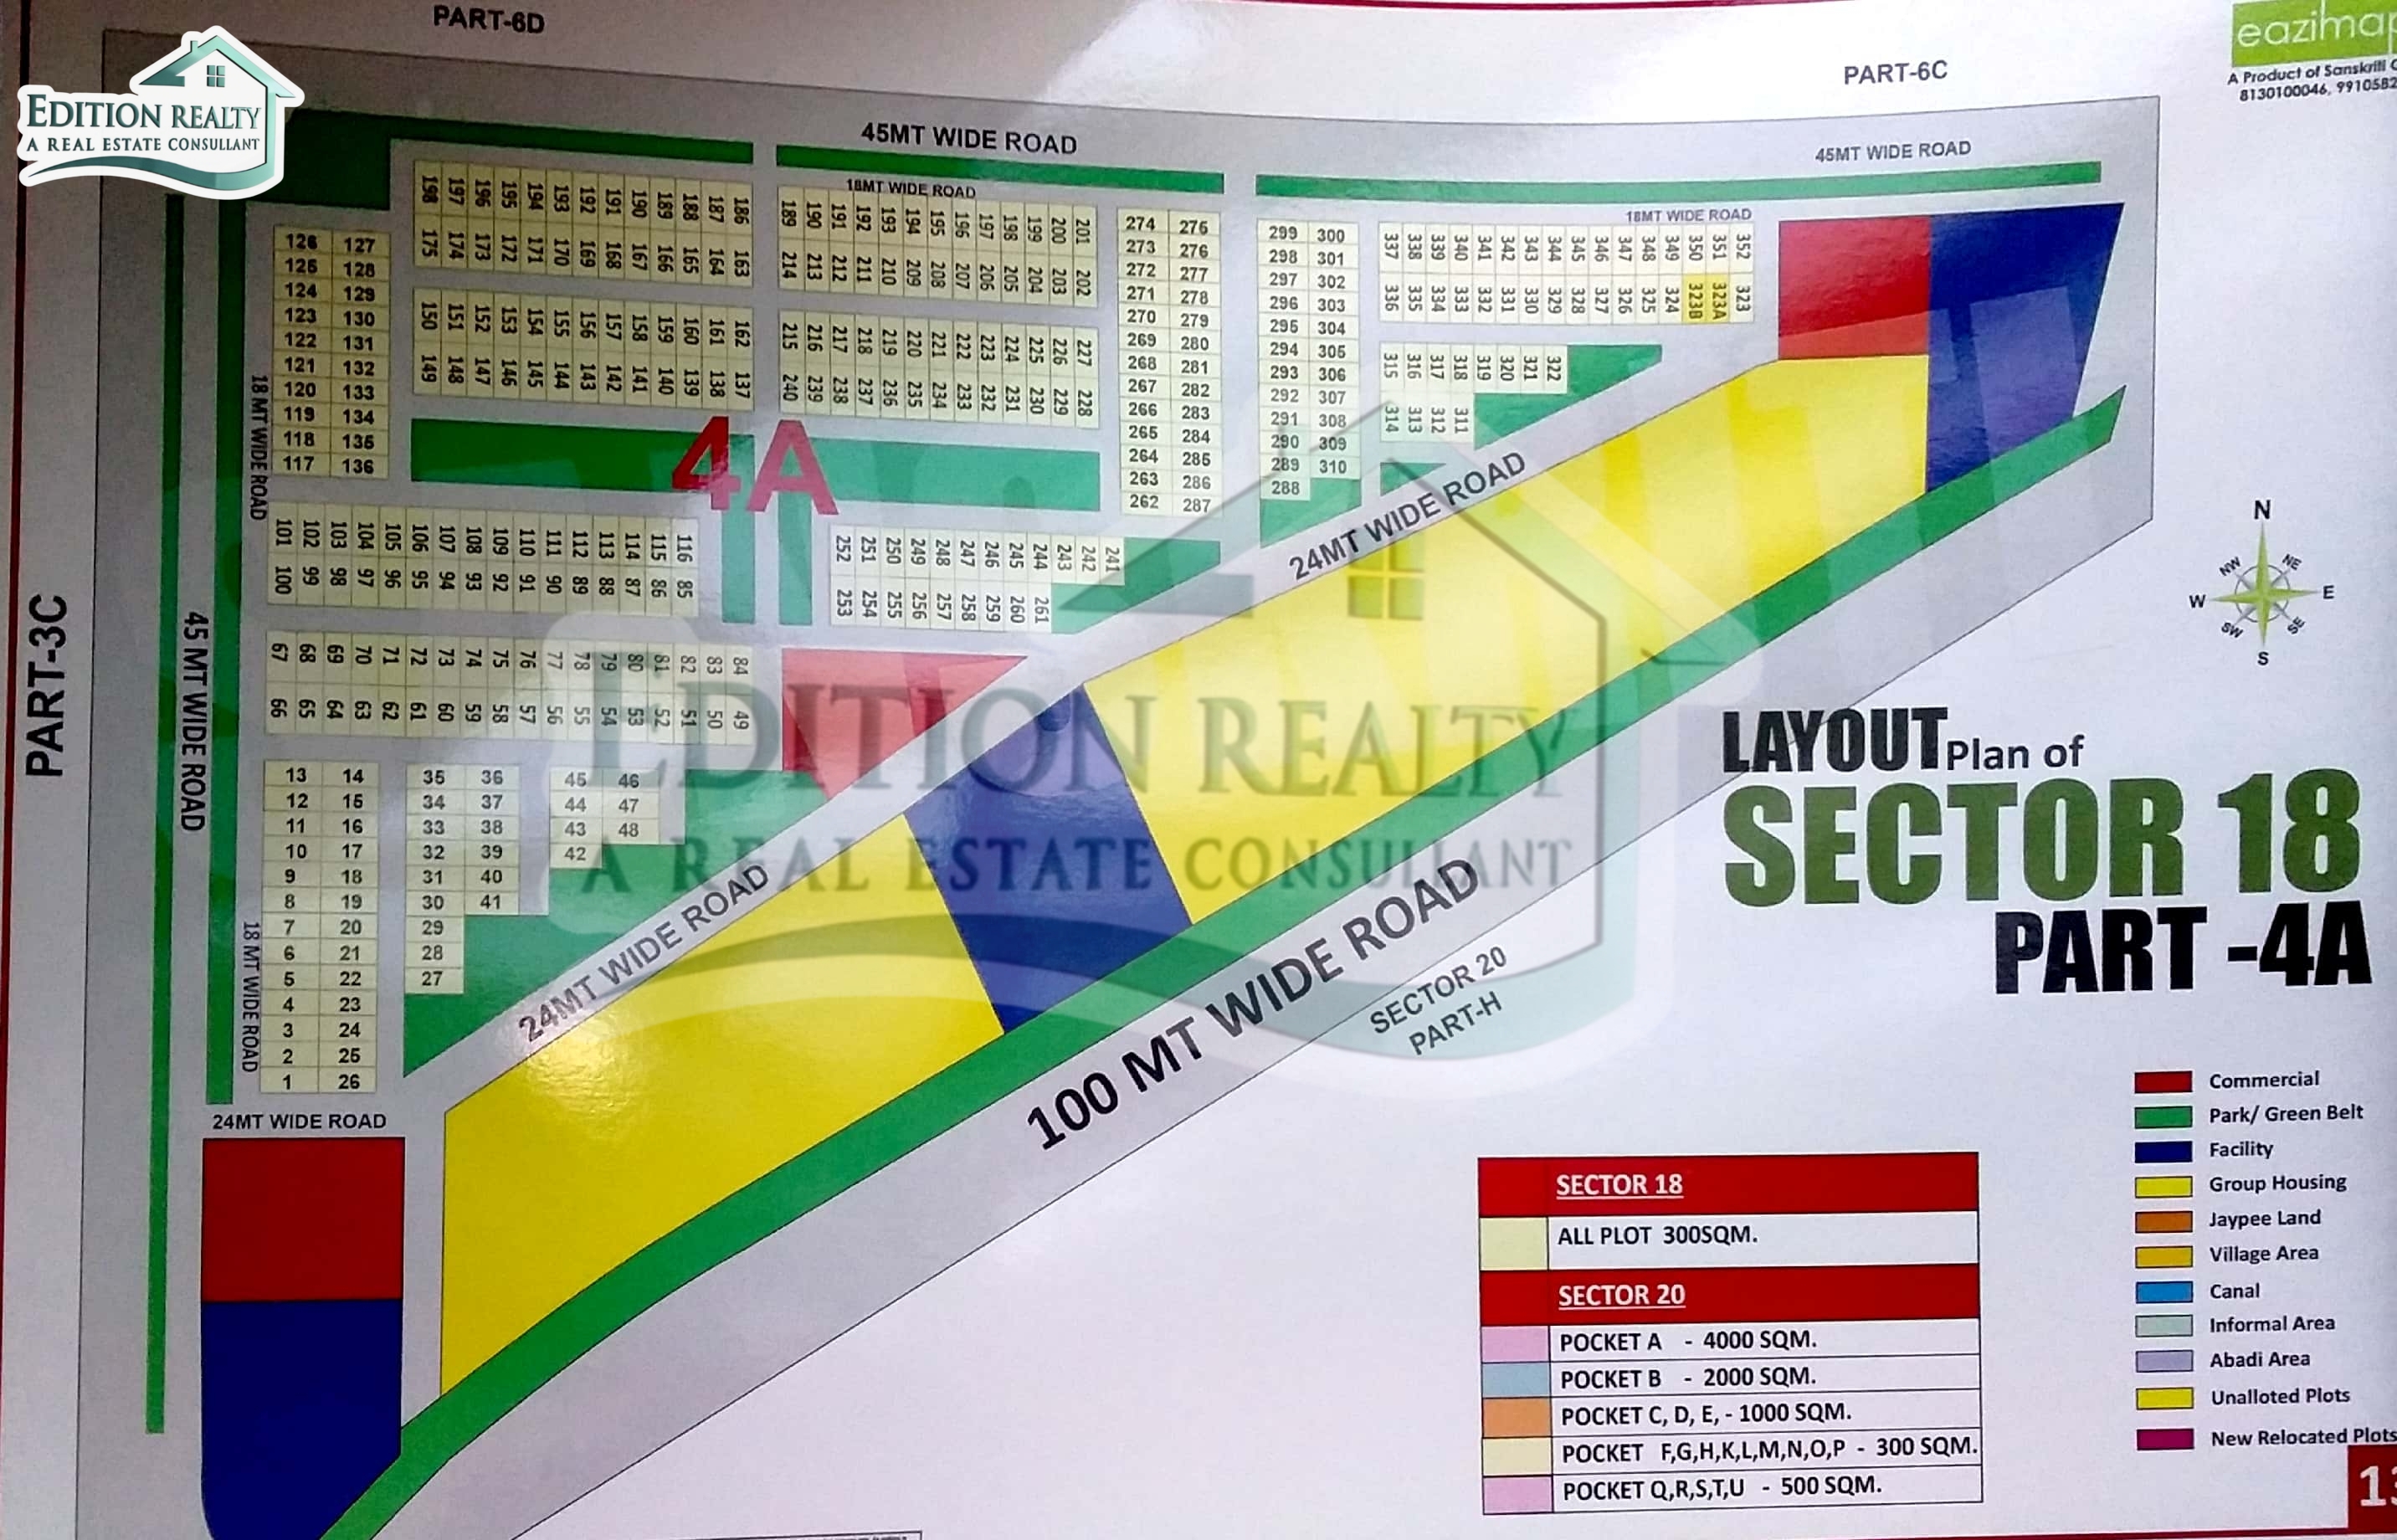 PART-6D
PART-6C
eazima
A Product of Sanskriti
8130100046, 9910582
EDITION REALTY
A REAL ESTATE CONSULLANT
45MT WIDE ROAD
45MT WIDE ROAD
18MT WIDE ROAD
18MT WIDE ROAD
198 197 196 195 194 193 192 191 190 189 188 187 186
175 174 173 172 171 170 169 168 167 166 165 164 163
150 151 152 153 154 155 156 157 158 159 160 161 162
149 148 147 146 145 144 143 142 141 140 139 138 137
189 190 191 192 193 194 195 196 197 198 199 200 201
214 213 212 211 210 209 208 207 206 205 204 203 202
215 216 217 218 219 220 221 222 223 224 225 226 227
240 239 238 237 236 235 234 233 232 231 230 229 228
126 127
125 128
124 129
123 130
122 131
121 132
120 133
119 134
118 135
117 136
274 276
273 276
272 277
271 278
270 279
269 280
268 281
267 282
266 283
265 284
264 285
263 286
262 287
299 300
298 301
297 302
296 303
295 304
294 305
293 306
292 307
291 308
290 309
289 310
288
337 338 339 340 341 342 343 344 345 346 347 348 349 350 351 352
336 335 334 333 332 331 330 329 328 327 326 325 324 323B 323A 323
315 316 317 318 319 320 321 322
314 313 312 311
4A
18 MT WIDE ROAD
101 102 103 104 105 106 107 108 109 110 111 112 113 114 115 116
100 99 98 97 96 95 94 93 92 91 90 89 88 87 86 85
252 251 250 249 248 247 246 245 244 243 242 241
253 254 255 256 257 258 259 260 261
24MT WIDE ROAD
PART-3C
45 MT WIDE ROAD
67 68 69 70 71 72 73 74 75 76 77 78 79 80 81 82 83 84
66 65 64 63 62 61 60 59 58 57 56 55 54 53 52 51 50 49
13 14
12 15
11 16
10 17
9 18
8 19
7 20
6 21
5 22
4 23
3 24
2 25
1 26
35 36
34 37
33 38
32 39
31 40
30 41
29
28
27
45 46
44 47
43 48
42
18 MT WIDE ROAD
24MT WIDE ROAD
24MT WIDE ROAD
EDITION REALTY
A REAL ESTATE CONSULLANT
100 MT WIDE ROAD
SECTOR 20
PART-H
N
NW NE
W E
SW SE
S
LAYOUT Plan of
SECTOR 18
PART -4A
Commercial
Park/ Green Belt
Facility
Group Housing
Jaypee Land
Village Area
Canal
Informal Area
Abadi Area
Unalloted Plots
New Relocated Plots
SECTOR 18
ALL PLOT 300SQM.
SECTOR 20
POCKET A - 4000 SQM.
POCKET B - 2000 SQM.
POCKET C, D, E, - 1000 SQM.
POCKET F,G,H,K,L,M,N,O,P - 300 SQM.
POCKET Q,R,S,T,U - 500 SQM.